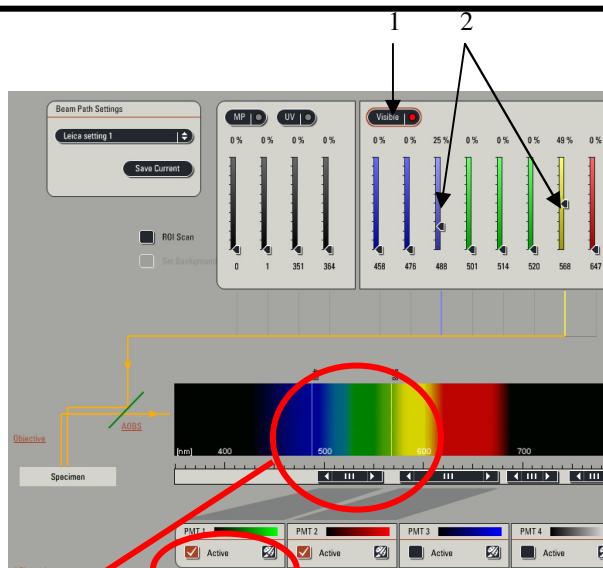 1 2
Beam Path Settings
Leica setting 1
Save Current
ROI Scan
Set Background
MP UV Visible
0 % 0 % 0 % 0 % 0 % 0 % 25 % 0 % 0 % 0 % 49 % 0 %
0 1 351 364 458 476 488 501 514 520 568 647
Objective
AOBS
Specimen
[nm] 400 500 600 700
PMT 1 PMT 2 PMT 3 PMT 4
Active Active Active Active